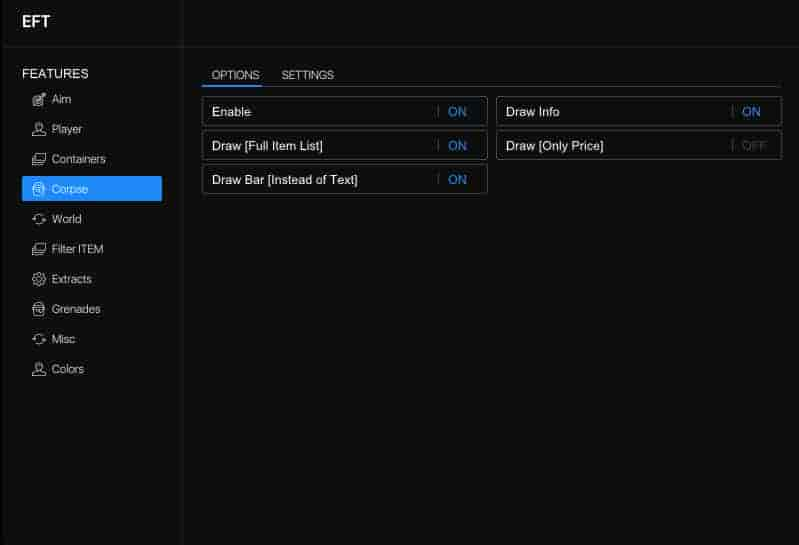 EFT
FEATURES
Aim
Player
Containers
Corpse
World
Filter ITEM
Extracts
Grenades
Misc
Colors
OPTIONS SETTINGS
Enable | ON
Draw Info | ON
Draw [Full Item List] | ON
Draw [Only Price] | OFF
Draw Bar [Instead of Text] | ON